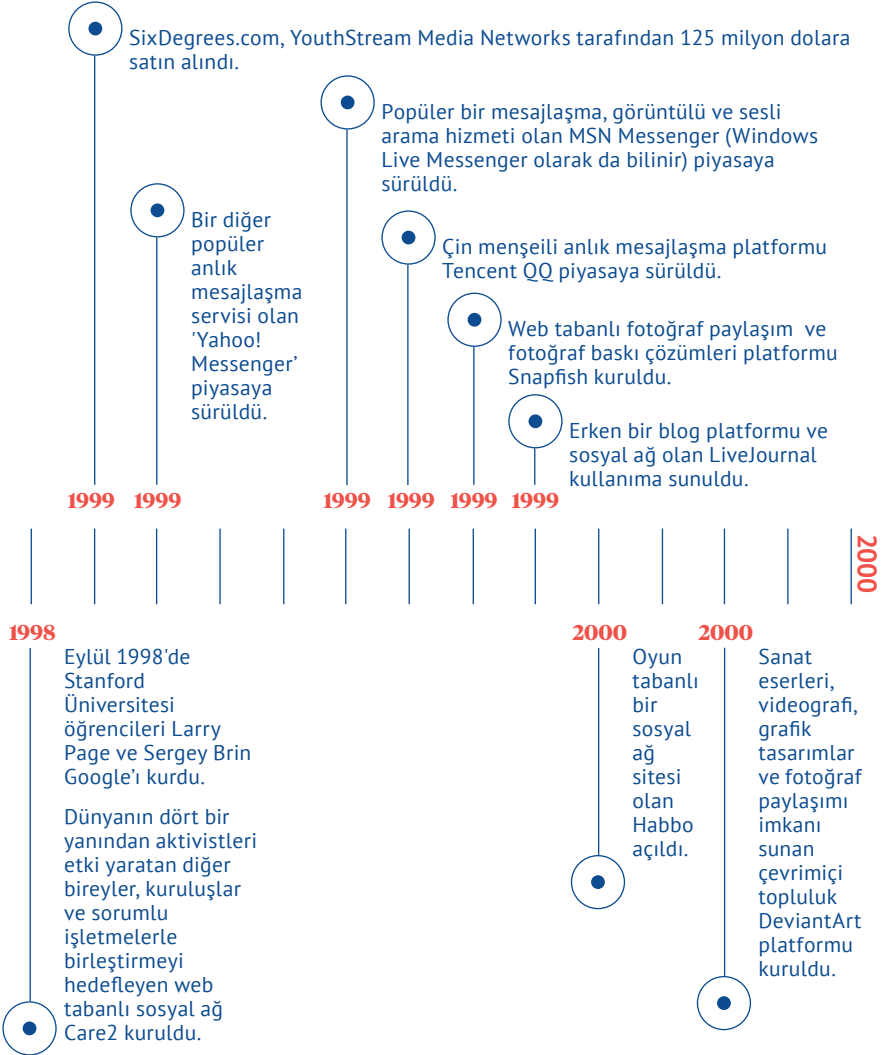 SixDegrees.com, YouthStream Media Networks tarafından 125 milyon dolara
satın alındı.
Popüler bir mesajlaşma, görüntülü ve sesli
arama hizmeti olan MSN Messenger (Windows
Live Messenger olarak da bilinir) piyasaya
sürüldü.
Bir diğer
popüler
anlık
mesajlaşma
servisi olan
'Yahoo!
Messenger’
piyasaya
sürüldü.
Çin menşeili anlık mesajlaşma platformu
Tencent QQ piyasaya sürüldü.
Web tabanlı fotoğraf paylaşım  ve
fotoğraf baskı çözümleri platformu
Snapfish kuruldu.
Erken bir blog platformu ve
sosyal ağ olan LiveJournal
kullanıma sunuldu.
1999 1999 1999 1999 1999 1999
2000
1998
Eylül 1998'de
Stanford
Üniversitesi
öğrencileri Larry
Page ve Sergey Brin
Google’ı kurdu.
Dünyanın dört bir
yanından aktivistleri
etki yaratan diğer
bireyler, kuruluşlar
ve sorumlu
işletmelerle
birleştirmeyi
hedefleyen web
tabanlı sosyal ağ
Care2 kuruldu.
2000
Oyun
tabanlı
bir
sosyal
ağ
sitesi
olan
Habbo
açıldı.
2000
Sanat
eserleri,
videografi,
grafik
tasarımlar
ve fotoğraf
paylaşımı
imkanı
sunan
çevrimiçi
topluluk
DeviantArt
platformu
kuruldu.